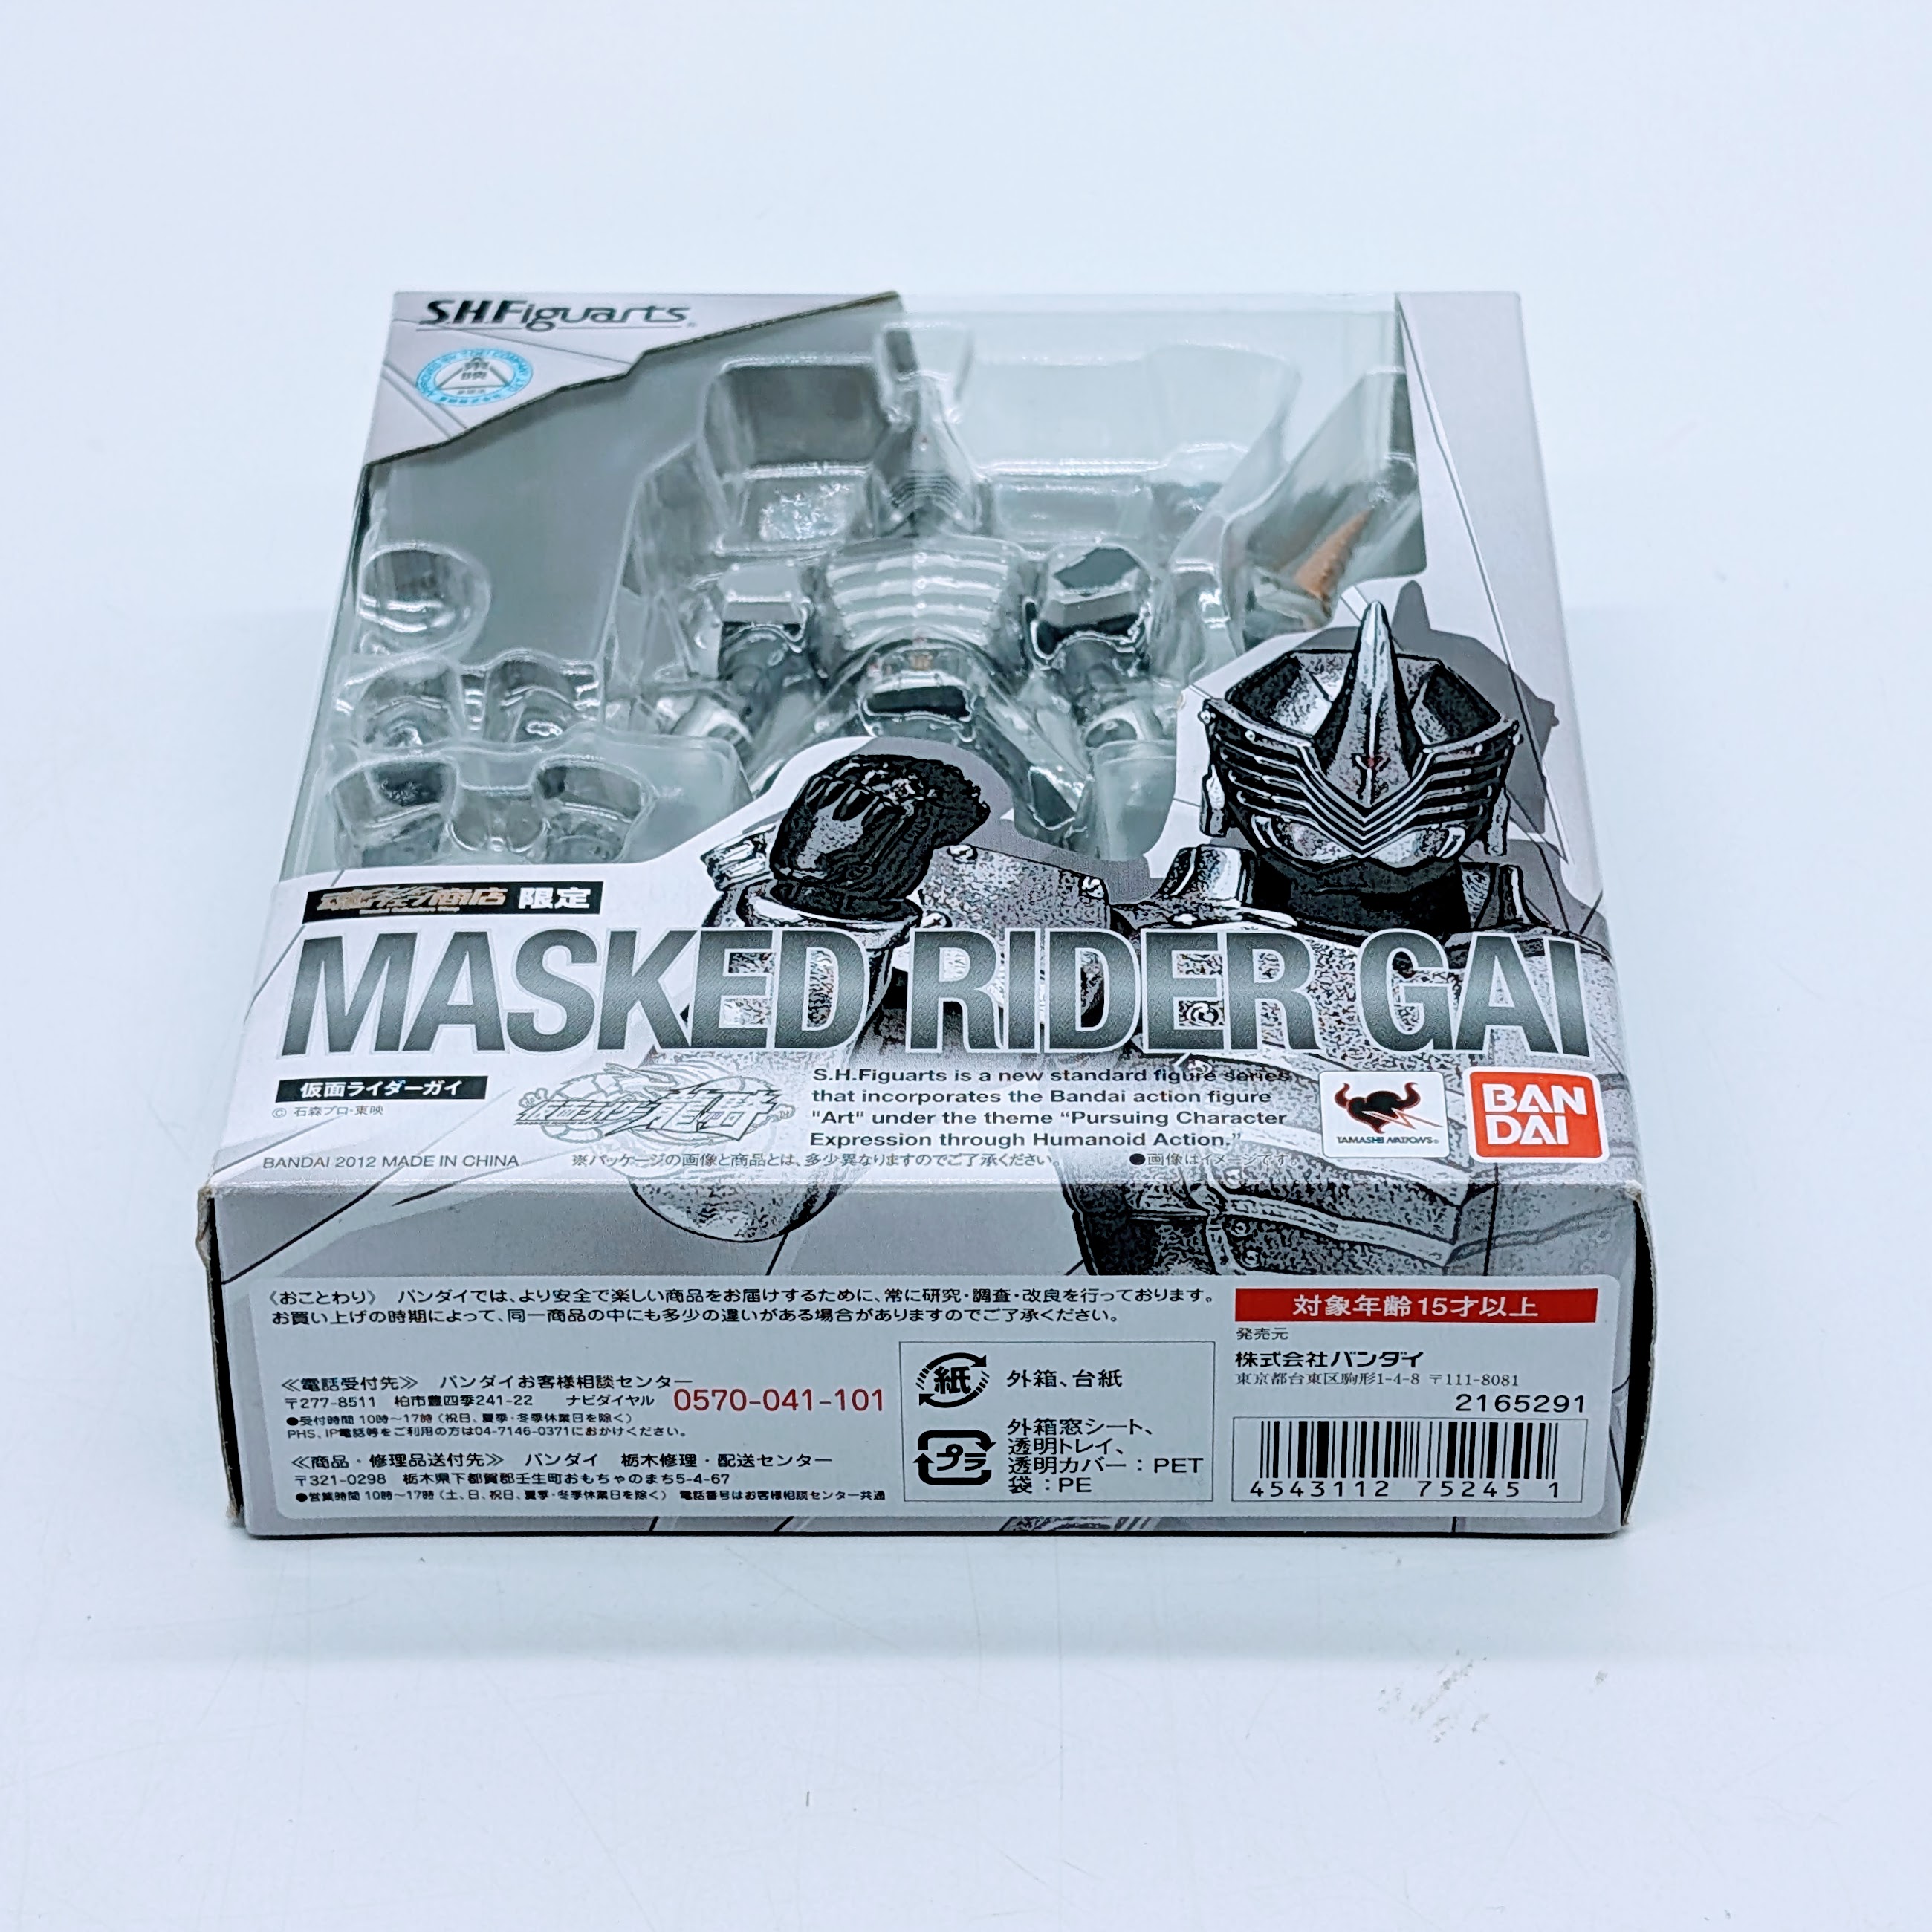 S.H.Figuarts
東映
魂ウェブ商店 限定
MASKED RIDER GAI
仮面ライダーガイ
© 石森プロ・東映
仮面ライダー龍騎
S.H.Figuarts is a new standard figure series
that incorporates the Bandai action figure
"Art" under the theme “Pursuing Character
Expression through Humanoid Action.”
TAMASHII NATIONS
BAN
DAI
BANDAI 2012 MADE IN CHINA
※パッケージの画像と商品とは、多少異なりますのでご了承ください。
●画像はイメージです。
《おことわり》 バンダイでは、より安全で楽しい商品をお届けするために、常に研究・調査・改良を行っております。
お買い上げの時期によって、同一商品の中にも多少の違いがある場合がありますのでご了承ください。
≪電話受付先≫ バンダイお客様相談センター
〒277-8511 柏市豊四季241-22 ナビダイヤル 0570-041-101
●受付時間 10時〜17時（祝日、夏季・冬季休業日を除く）
PHS、IP電話等をご利用の方は04-7146-0371におかけください。
≪商品・修理品送付先≫ バンダイ 栃木修理・配送センター
〒321-0298 栃木県下都賀郡壬生町おもちゃのまち5-4-67
●営業時間 10時〜17時（土、日、祝日、夏季・冬季休業日を除く） 電話番号はお客様相談センター共通
紙
外箱、台紙
プラ
外箱窓シート、
透明トレイ、
透明カバー：PET
袋：PE
対象年齢15才以上
発売元
株式会社バンダイ
東京都台東区駒形1-4-8 〒111-8081
2165291
4543112 75245 1